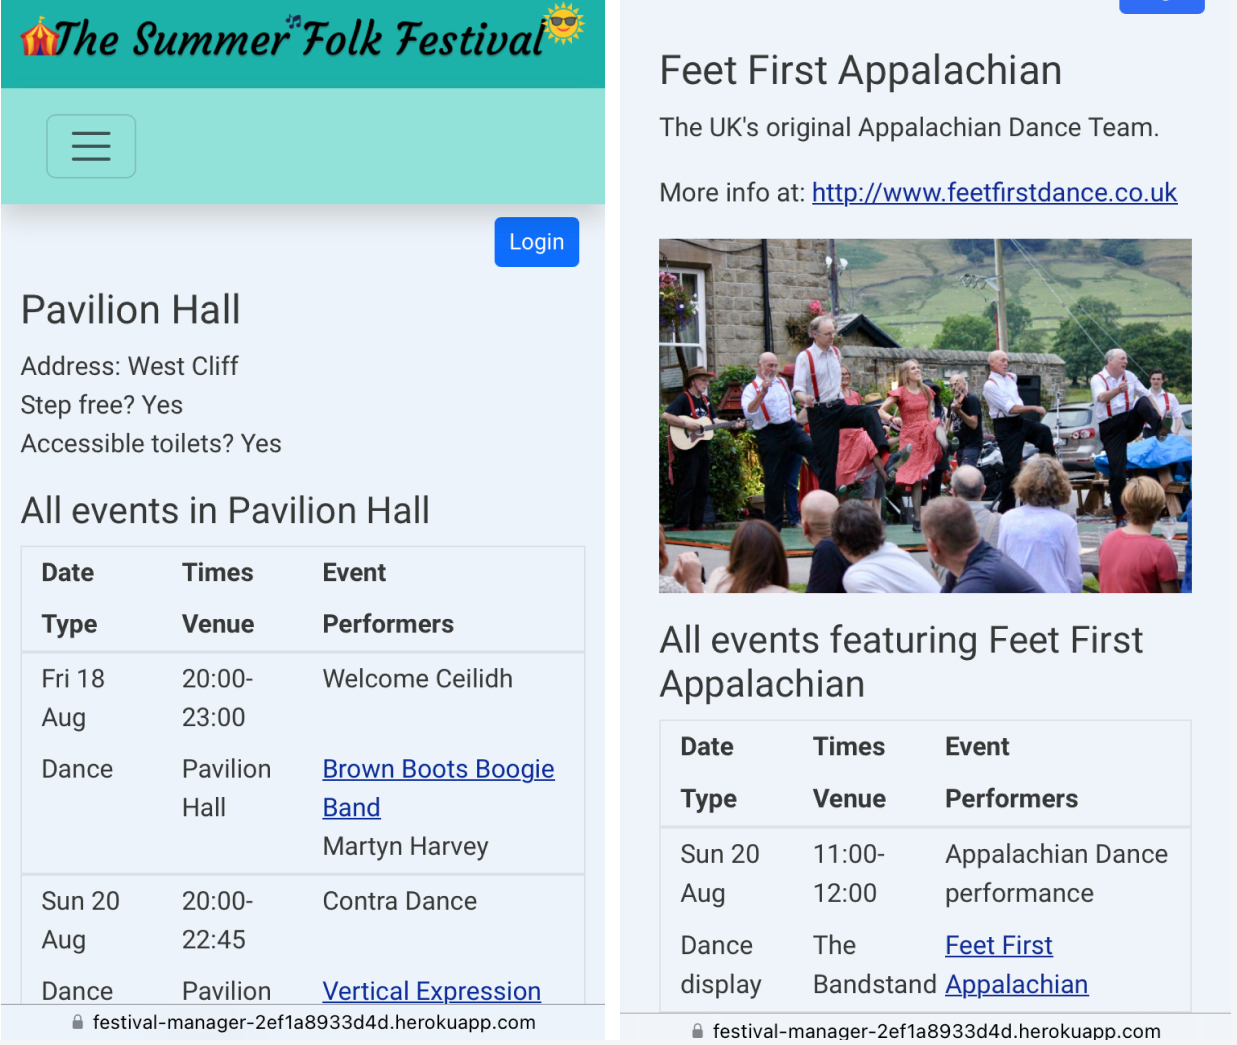 The Summer Folk Festival
Login
Pavilion Hall
Address: West Cliff
Step free? Yes
Accessible toilets? Yes
All events in Pavilion Hall
Date Times Event
Type Venue Performers
Fri 18 20:00- Welcome Ceilidh
Aug 23:00
Dance Pavilion Brown Boots Boogie
Hall Band
Martyn Harvey
Sun 20 20:00- Contra Dance
Aug 22:45
Dance Pavilion Vertical Expression
festival-manager-2ef1a8933d4d.herokuapp.com
Feet First Appalachian
The UK's original Appalachian Dance Team.
More info at: http://www.feetfirstdance.co.uk
All events featuring Feet First
Appalachian
Date Times Event
Type Venue Performers
Sun 20 11:00- Appalachian Dance
Aug 12:00 performance
Dance The Feet First
display Bandstand Appalachian
festival-manager-2ef1a8933d4d.herokuapp.com